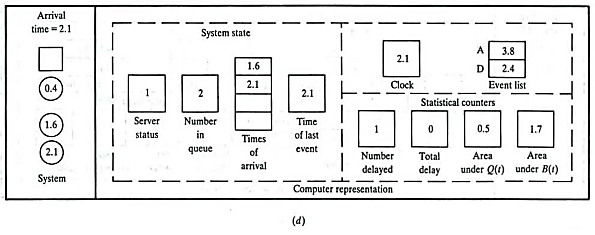 Arrival
time = 2.1
0.4
1.6
2.1
System
System state
1
Server
status
2
Number
in
queue
1.6
2.1
Times
of
arrival
2.1
Time
of last
event
2.1
Clock
A 3.8
D 2.4
Event list
Statistical counters
1
Number
delayed
0
Total
delay
0.5
Area
under Q(t)
1.7
Area
under B(t)
Computer representation
(d)